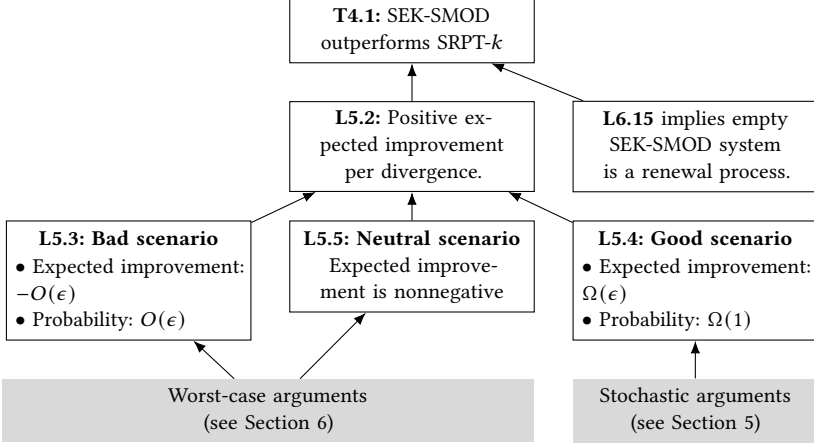 T4.1: SEK-SMOD
outperforms SRPT-k
L5.2: Positive ex-
pected improvement
per divergence.
L6.15 implies empty
SEK-SMOD system
is a renewal process.
L5.3: Bad scenario
• Expected improvement:
−O(ϵ)
• Probability: O(ϵ)
L5.5: Neutral scenario
Expected improve-
ment is nonnegative
L5.4: Good scenario
• Expected improvement:
Ω(ϵ)
• Probability: Ω(1)
Worst-case arguments
(see Section 6)
Stochastic arguments
(see Section 5)